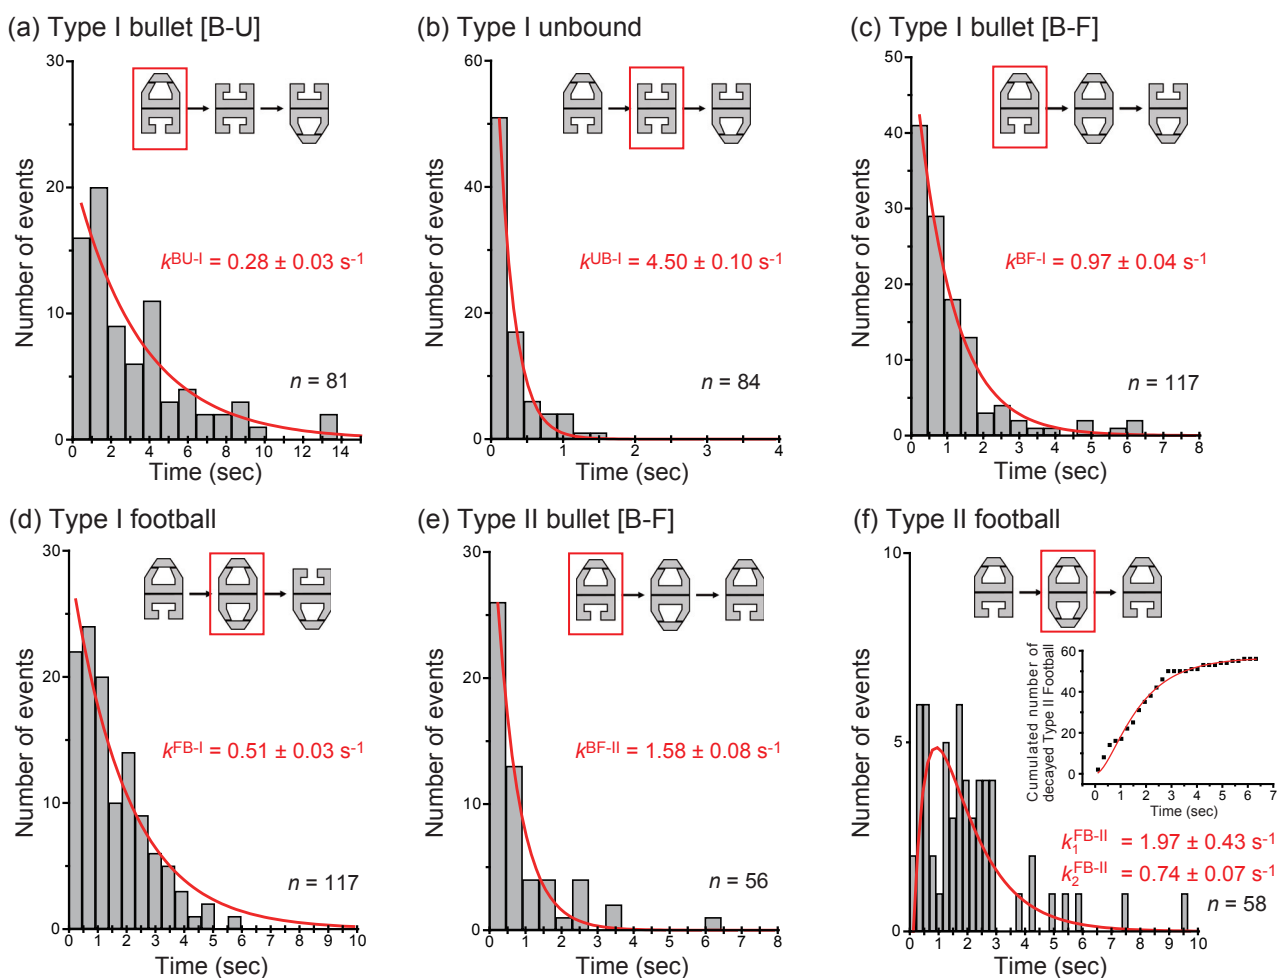 (a) Type I bullet [B-U]
30
20
10
0
0 2 4 6 8 10 12 14
Number of events
Time (sec)
k^BU-I = 0.28 ± 0.03 s^-1
n = 81
(b) Type I unbound
60
40
20
0
0 1 2 3 4
Number of events
Time (sec)
k^UB-I = 4.50 ± 0.10 s^-1
n = 84
(c) Type I bullet [B-F]
50
40
30
20
10
0
0 1 2 3 4 5 6 7 8
Number of events
Time (sec)
k^BF-I = 0.97 ± 0.04 s^-1
n = 117
(d) Type I football
30
20
10
0
0 1 2 3 4 5 6 7 8 9 10
Number of events
Time (sec)
k^FB-I = 0.51 ± 0.03 s^-1
n = 117
(e) Type II bullet [B-F]
30
20
10
0
0 1 2 3 4 5 6 7 8
Number of events
Time (sec)
k^BF-II = 1.58 ± 0.08 s^-1
n = 56
(f) Type II football
10
5
0
0 1 2 3 4 5 6 7 8 9 10
Number of events
Time (sec)
Cumulated number of
decayed Type II Football
60
40
20
0
0 1 2 3 4 5 6 7
Time (sec)
k_1^FB-II = 1.97 ± 0.43 s^-1
k_2^FB-II = 0.74 ± 0.07 s^-1
n = 58